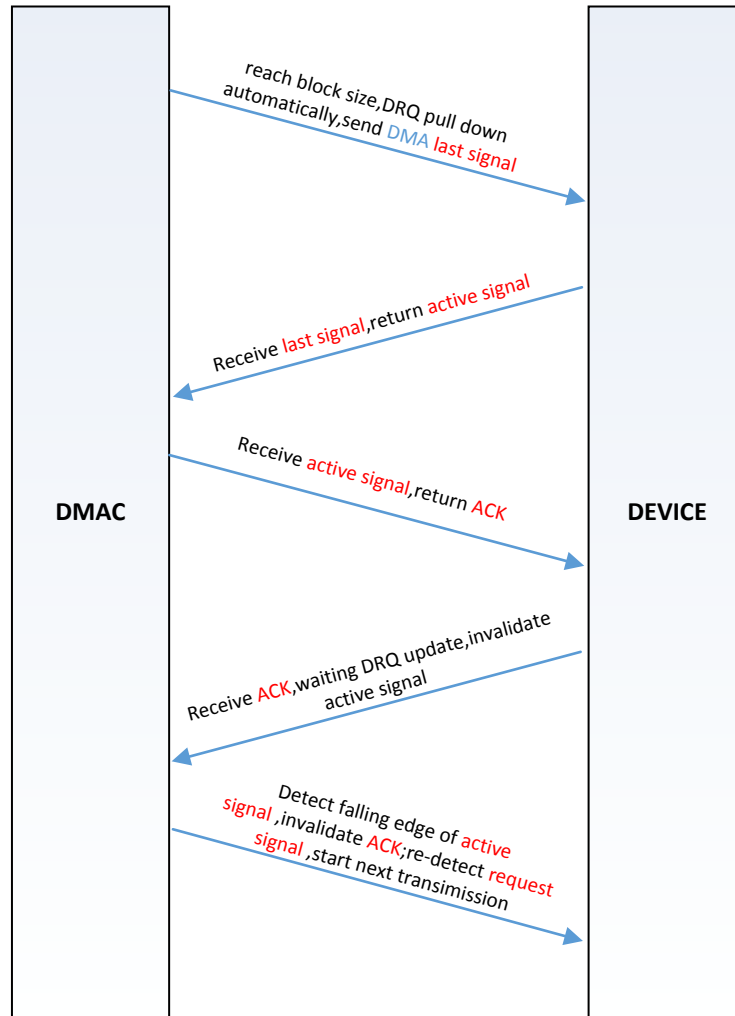 reach block size,DRQ pull down
automatically,send DMA last signal
Receive last signal,return active signal
Receive active signal,return ACK
DMAC
DEVICE
Receive ACK,waiting DRQ update,invalidate
active signal
Detect falling edge of active
signal ,invalidate ACK;re-detect request
signal ,start next transimission